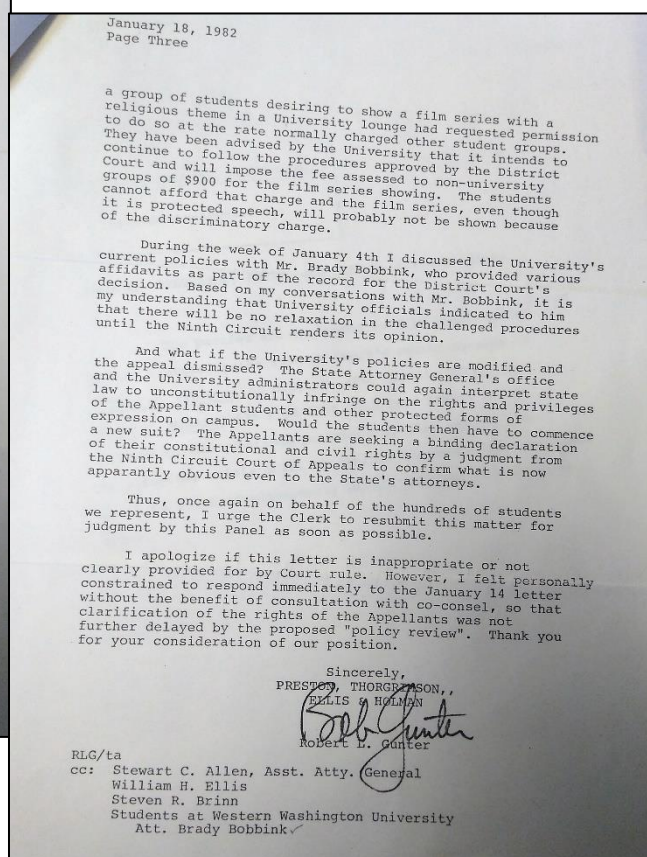 January 18, 1982
Page Three
a group of students desiring to show a film series with a
religious theme in a University lounge had requested permission
to do so at the rate normally charged other student groups.
They have been advised by the University that it intends to
continue to follow the procedures approved by the District
Court and will impose the fee assessed to non-university
groups of $900 for the film series showing. The students
cannot afford that charge and the film series, even though
it is protected speech, will probably not be shown because
of the discriminatory charge.
During the week of January 4th I discussed the University's
current policies with Mr. Brady Bobbink, who provided various
affidavits as part of the record for the District Court's
decision. Based on my conversations with Mr. Bobbink, it is
my understanding that University officials indicated to him
that there will be no relaxation in the challenged procedures
until the Ninth Circuit renders its opinion.
And what if the University's policies are modified and
the appeal dismissed? The State Attorney General's office
and the University administrators could again interpret state
law to unconstitutionally infringe on the rights and privileges
of the Appellant students and other protected forms of
expression on campus. Would the students then have to commence
a new suit? The Appellants are seeking a binding declaration
of their constitutional and civil rights by a judgment from
the Ninth Circuit Court of Appeals to confirm what is now
apparantly obvious even to the State's attorneys.
Thus, once again on behalf of the hundreds of students
we represent, I urge the Clerk to resubmit this matter for
judgment by this Panel as soon as possible.
I apologize if this letter is inappropriate or not
clearly provided for by Court rule. However, I felt personally
constrained to respond immediately to the January 14 letter
without the benefit of consultation with co-consel, so that
clarification of the rights of the Appellants was not
further delayed by the proposed "policy review". Thank you
for your consideration of our position.
Sincerely,
PRESTON, THORGRIMSON,,
ELLIS & HOLMAN
Bob Gunter
Robert L. Gunter
RLG/ta
cc: Stewart C. Allen, Asst. Atty. General
William H. Ellis
Steven R. Brinn
Students at Western Washington University
Att. Brady Bobbink